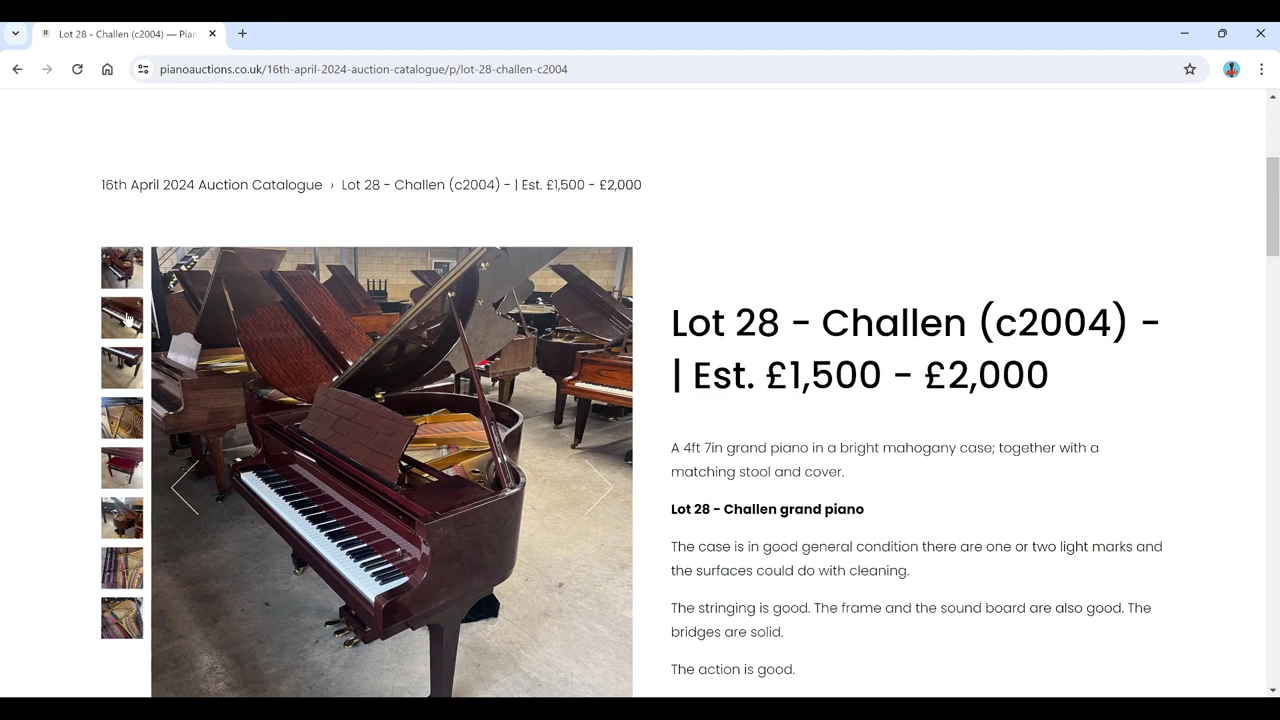 Lot 28 - Challen (c2004) — Pian
pianoauctions.co.uk/16th-april-2024-auction-catalogue/p/lot-28-challen-c2004
16th April 2024 Auction Catalogue › Lot 28 - Challen (c2004) - | Est. £1,500 - £2,000
Lot 28 - Challen (c2004) -
| Est. £1,500 - £2,000
A 4ft 7in grand piano in a bright mahogany case; together with a
matching stool and cover.
Lot 28 - Challen grand piano
The case is in good general condition there are one or two light marks and
the surfaces could do with cleaning.
The stringing is good. The frame and the sound board are also good. The
bridges are solid.
The action is good.